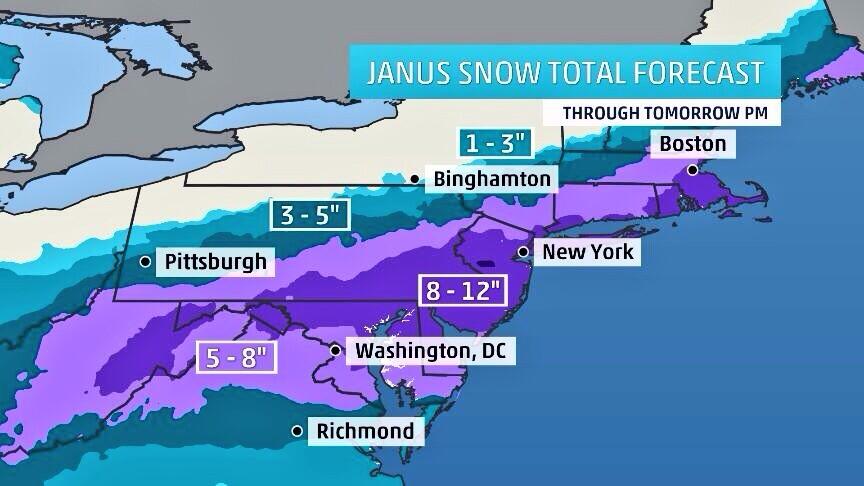 JANUS SNOW TOTAL FORECAST
THROUGH TOMORROW PM
1 - 3"
Boston
Binghamton
3 - 5"
New York
Pittsburgh
8 - 12"
5 - 8"
Washington, DC
Richmond